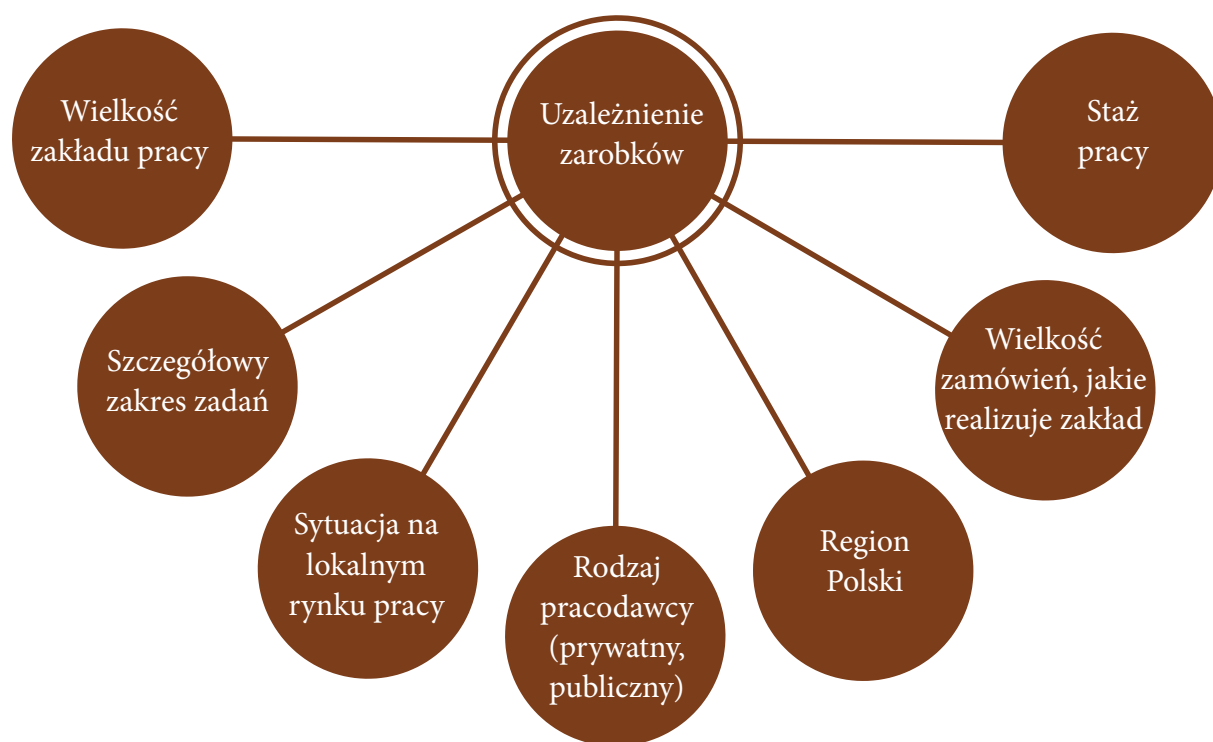 Uzależnienie
zarobków
Wielkość
zakładu pracy
Szczegółowy
zakres zadań
Sytuacja na
lokalnym
rynku pracy
Rodzaj
pracodawcy
(prywatny,
publiczny)
Region
Polski
Wielkość
zamówień, jakie
realizuje zakład
Staż
pracy